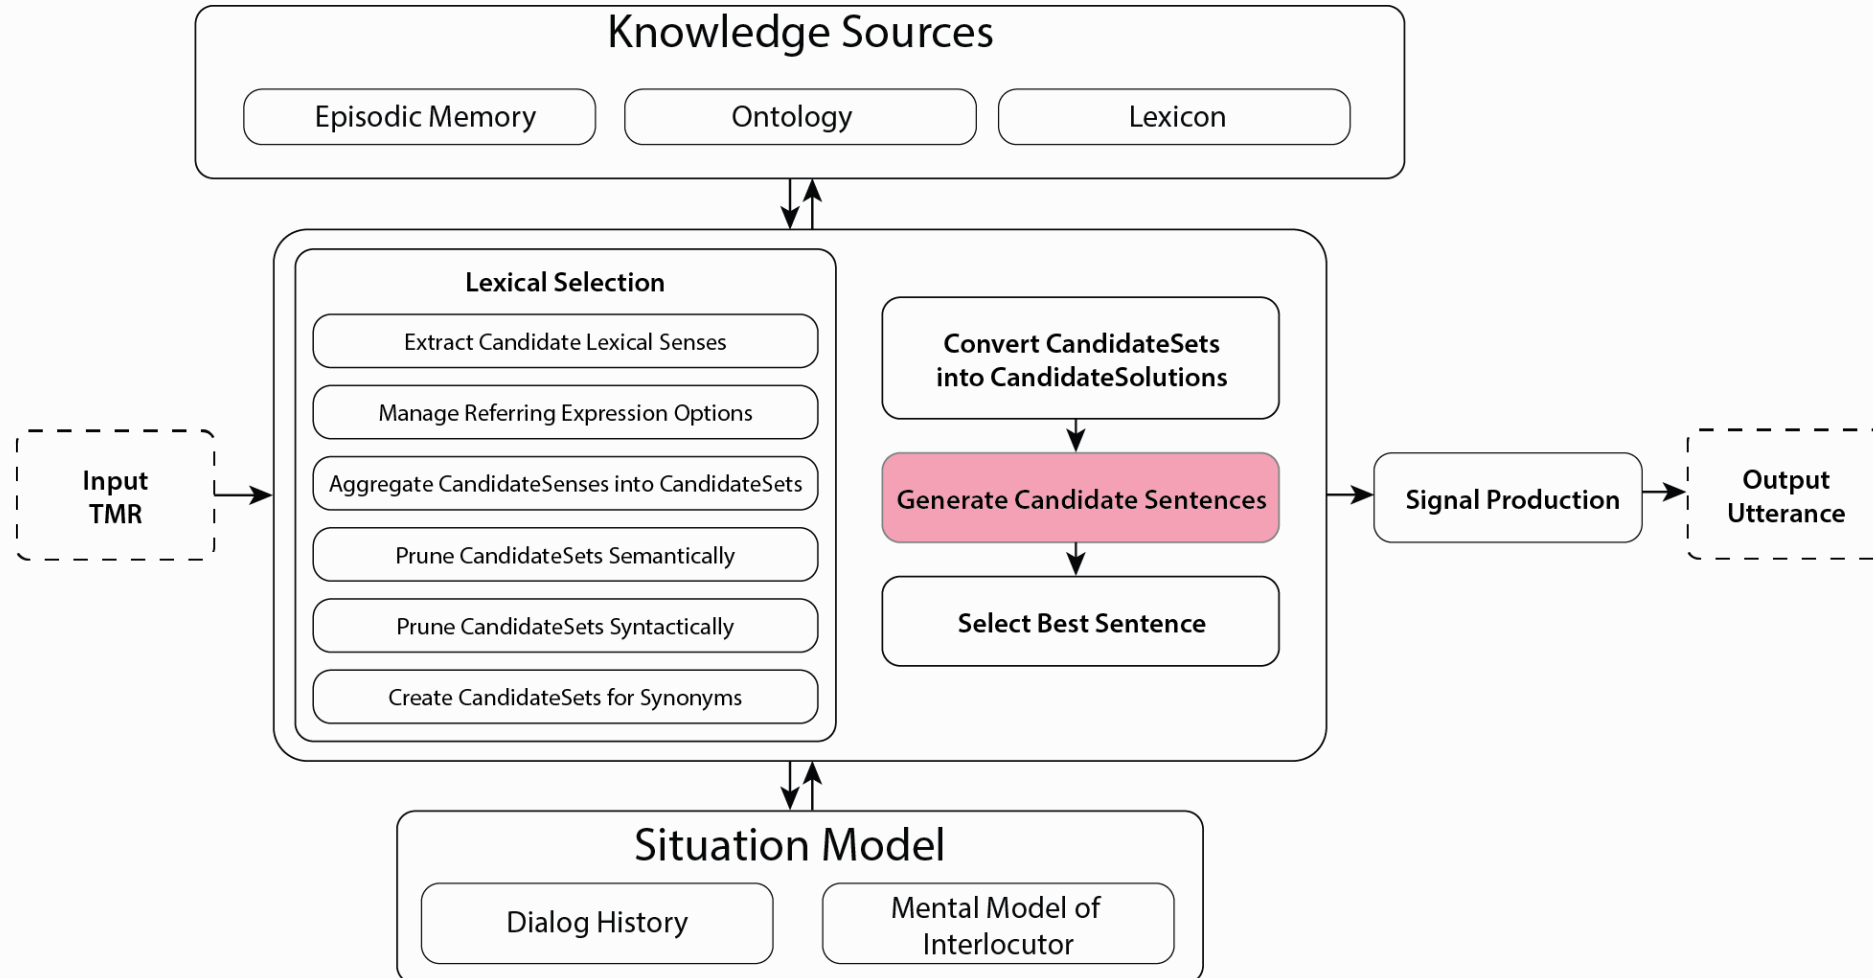 Knowledge Sources
Episodic Memory
Ontology
Lexicon
Lexical Selection
Extract Candidate Lexical Senses
Manage Referring Expression Options
Aggregate CandidateSenses into CandidateSets
Prune CandidateSets Semantically
Prune CandidateSets Syntactically
Create CandidateSets for Synonyms
Convert CandidateSets
into CandidateSolutions
Generate Candidate Sentences
Select Best Sentence
Input
TMR
Signal Production
Output
Utterance
Situation Model
Dialog History
Mental Model of
Interlocutor